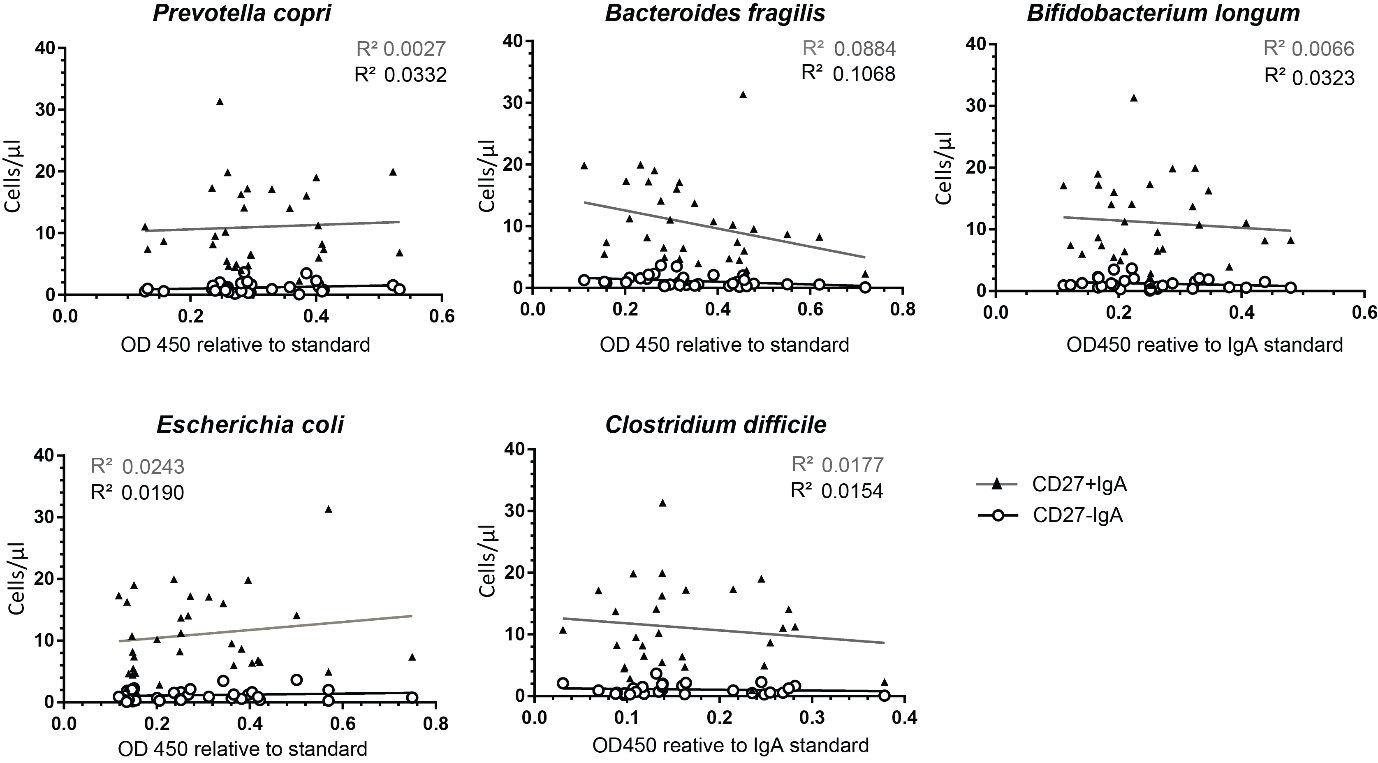 Prevotella copri
R² 0.0027
R² 0.0332
40
30
20
10
0
Cells/µl
0.0 0.2 0.4 0.6
OD 450 relative to standard
Bacteroides fragilis
R² 0.0884
R² 0.1068
40
30
20
10
0
Cells/µl
0.0 0.2 0.4 0.6 0.8
OD 450 relative to standard
Bifidobacterium longum
R² 0.0066
R² 0.0323
40
30
20
10
0
Cells/µl
0.0 0.2 0.4 0.6
OD450 reative to IgA standard
Escherichia coli
R² 0.0243
R² 0.0190
40
30
20
10
0
Cells/µl
0.0 0.2 0.4 0.6 0.8
OD 450 relative to standard
Clostridium difficile
R² 0.0177
R² 0.0154
40
30
20
10
0
Cells/µl
0.0 0.1 0.2 0.3 0.4
OD450 reative to IgA standard
CD27+IgA
CD27-IgA